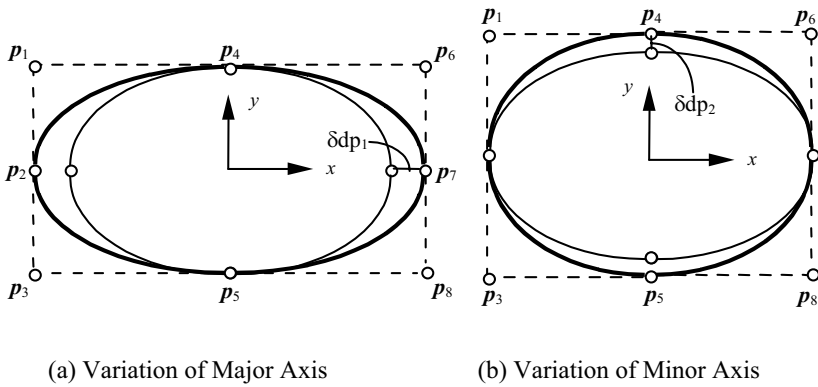 p1 p4 p6
y
δdp1
p2 x p7
p3 p5 p8
(a) Variation of Major Axis
p1 p4 p6
y δdp2
x
p3 p5 p8
(b) Variation of Minor Axis